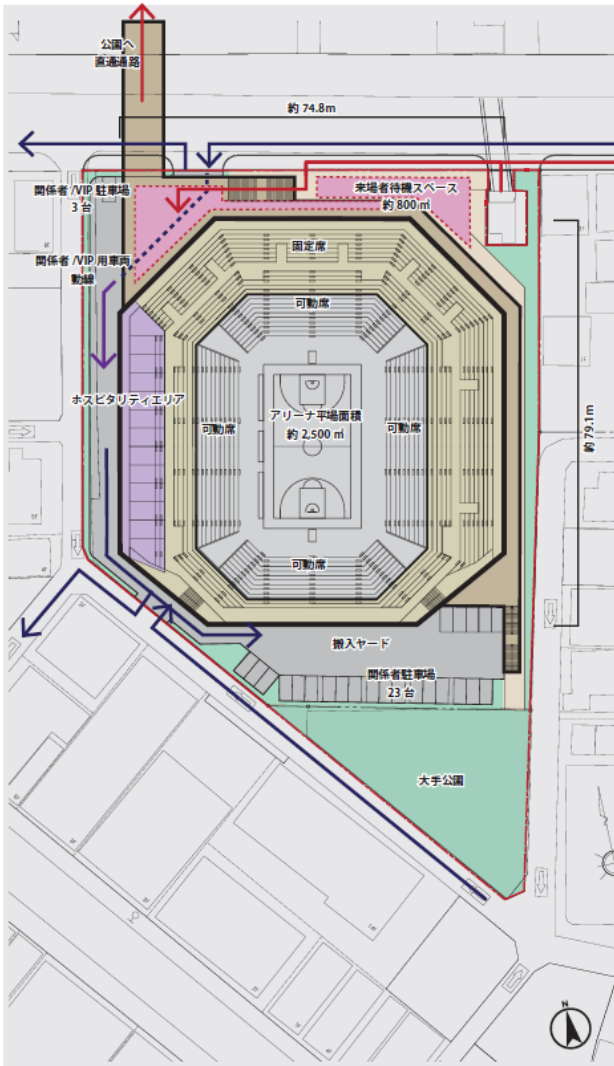 公園へ
直通通路
約 74.8m
関係者 /VIP 駐車場
3 台
来場者待機スペース
約 800 ㎡
関係者 /VIP 用車両
動線
固定席
可動席
ホスピタリティエリア
可動席
アリーナ平場面積
約 2,500 ㎡
可動席
約 79.1m
可動席
搬入ヤード
関係者駐車場
23 台
大手公園
N